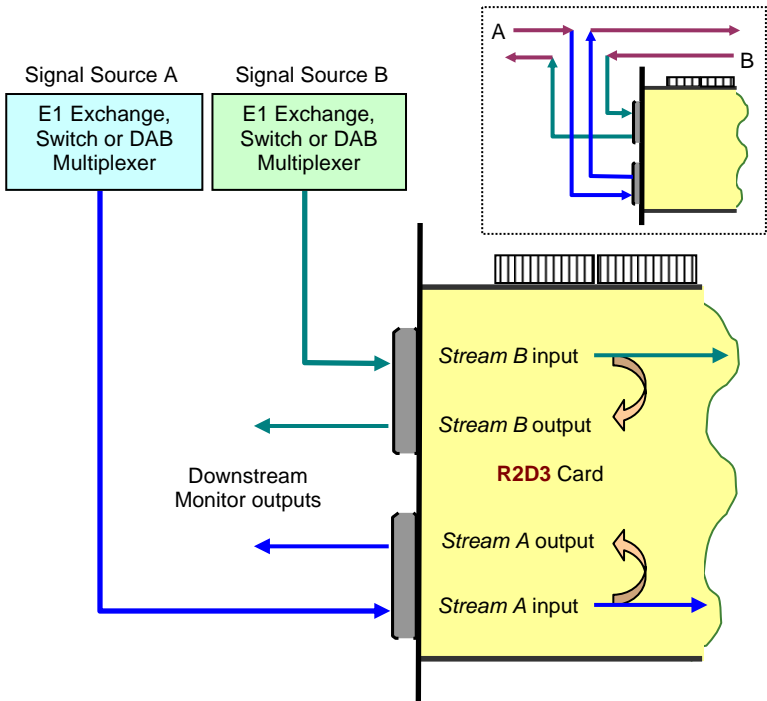 Signal Source A
Signal Source B
E1 Exchange,
Switch or DAB
Multiplexer
E1 Exchange,
Switch or DAB
Multiplexer
A
B
Stream B input
Stream B output
R2D3 Card
Downstream
Monitor outputs
Stream A output
Stream A input